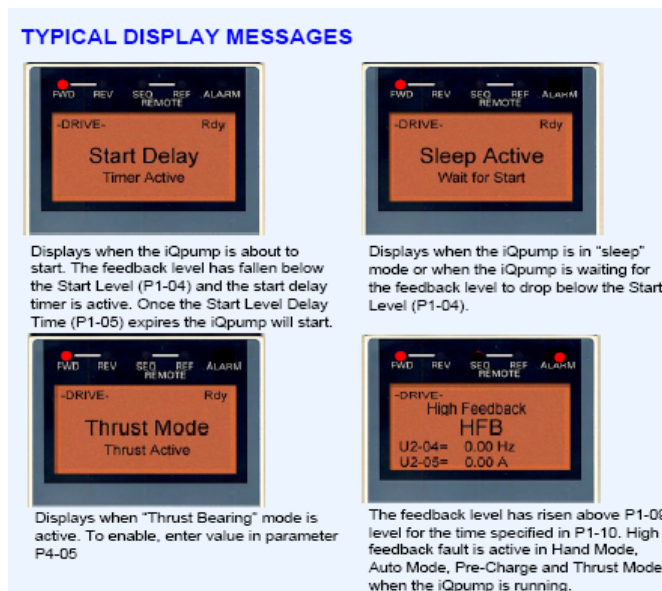 TYPICAL DISPLAY MESSAGES
FWD REV SEQ REF ALARM
REMOTE
-DRIVE- Rdy
Start Delay
Timer Active
Displays when the iQpump is about to
start. The feedback level has fallen below
the Start Level (P1-04) and the start delay
timer is active. Once the Start Level Delay
Time (P1-05) expires the iQpump will start.
FWD REV SEQ REF ALARM
REMOTE
-DRIVE- Rdy
Sleep Active
Wait for Start
Displays when the iQpump is in "sleep"
mode or when the iQpump is waiting for
the feedback level to drop below the Start
Level (P1-04).
FWD REV SEQ REF ALARM
REMOTE
-DRIVE- Rdy
Thrust Mode
Thrust Active
Displays when "Thrust Bearing" mode is
active. To enable, enter value in parameter
P4-05
FWD REV SEQ REF ALARM
REMOTE
-DRIVE-
High Feedback
HFB
U2-04= 0.00 Hz
U2-05= 0.00 A
The feedback level has risen above P1-09
level for the time specified in P1-10. High
feedback fault is active in Hand Mode,
Auto Mode, Pre-Charge and Thrust Mode
when the iQpump is running.